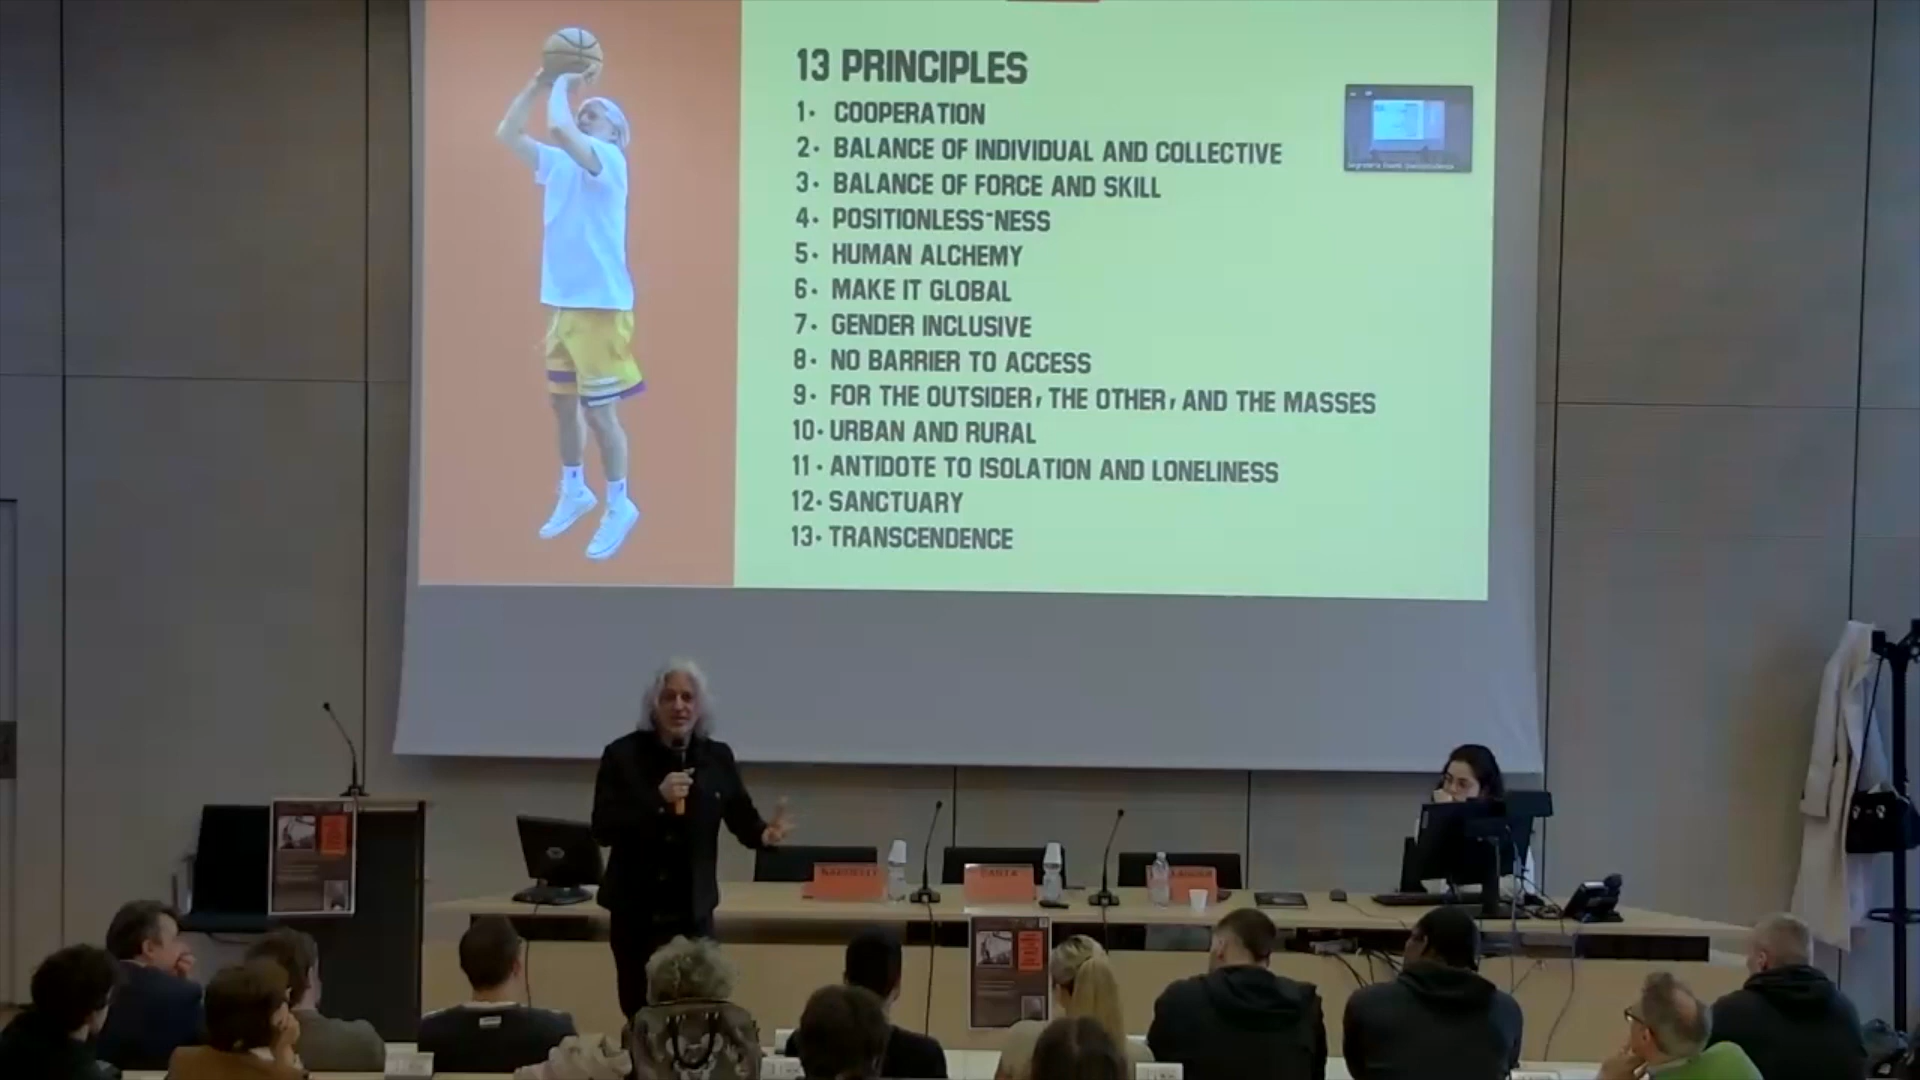 13 PRINCIPLES
1. COOPERATION
2. BALANCE OF INDIVIDUAL AND COLLECTIVE
3. BALANCE OF FORCE AND SKILL
4. POSITIONLESS-NESS
5. HUMAN ALCHEMY
6. MAKE IT GLOBAL
7. GENDER INCLUSIVE
8. NO BARRIER TO ACCESS
9. FOR THE OUTSIDER, THE OTHER, AND THE MASSES
10. URBAN AND RURAL
11. ANTIDOTE TO ISOLATION AND LONELINESS
12. SANCTUARY
13. TRANSCENDENCE